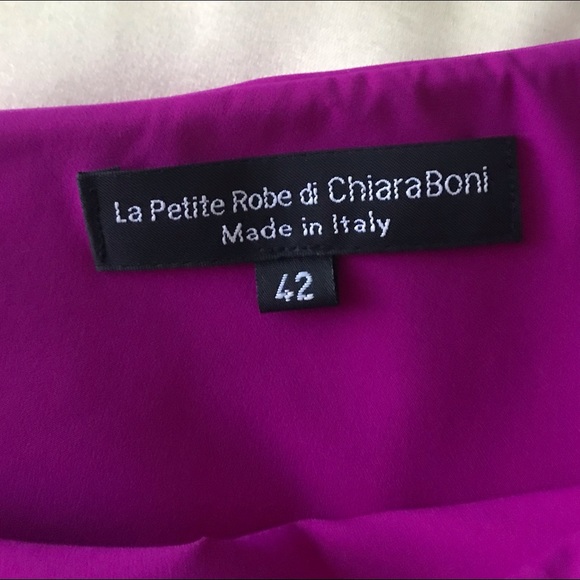 La Petite Robe di ChiaraBoni
Made in Italy
42